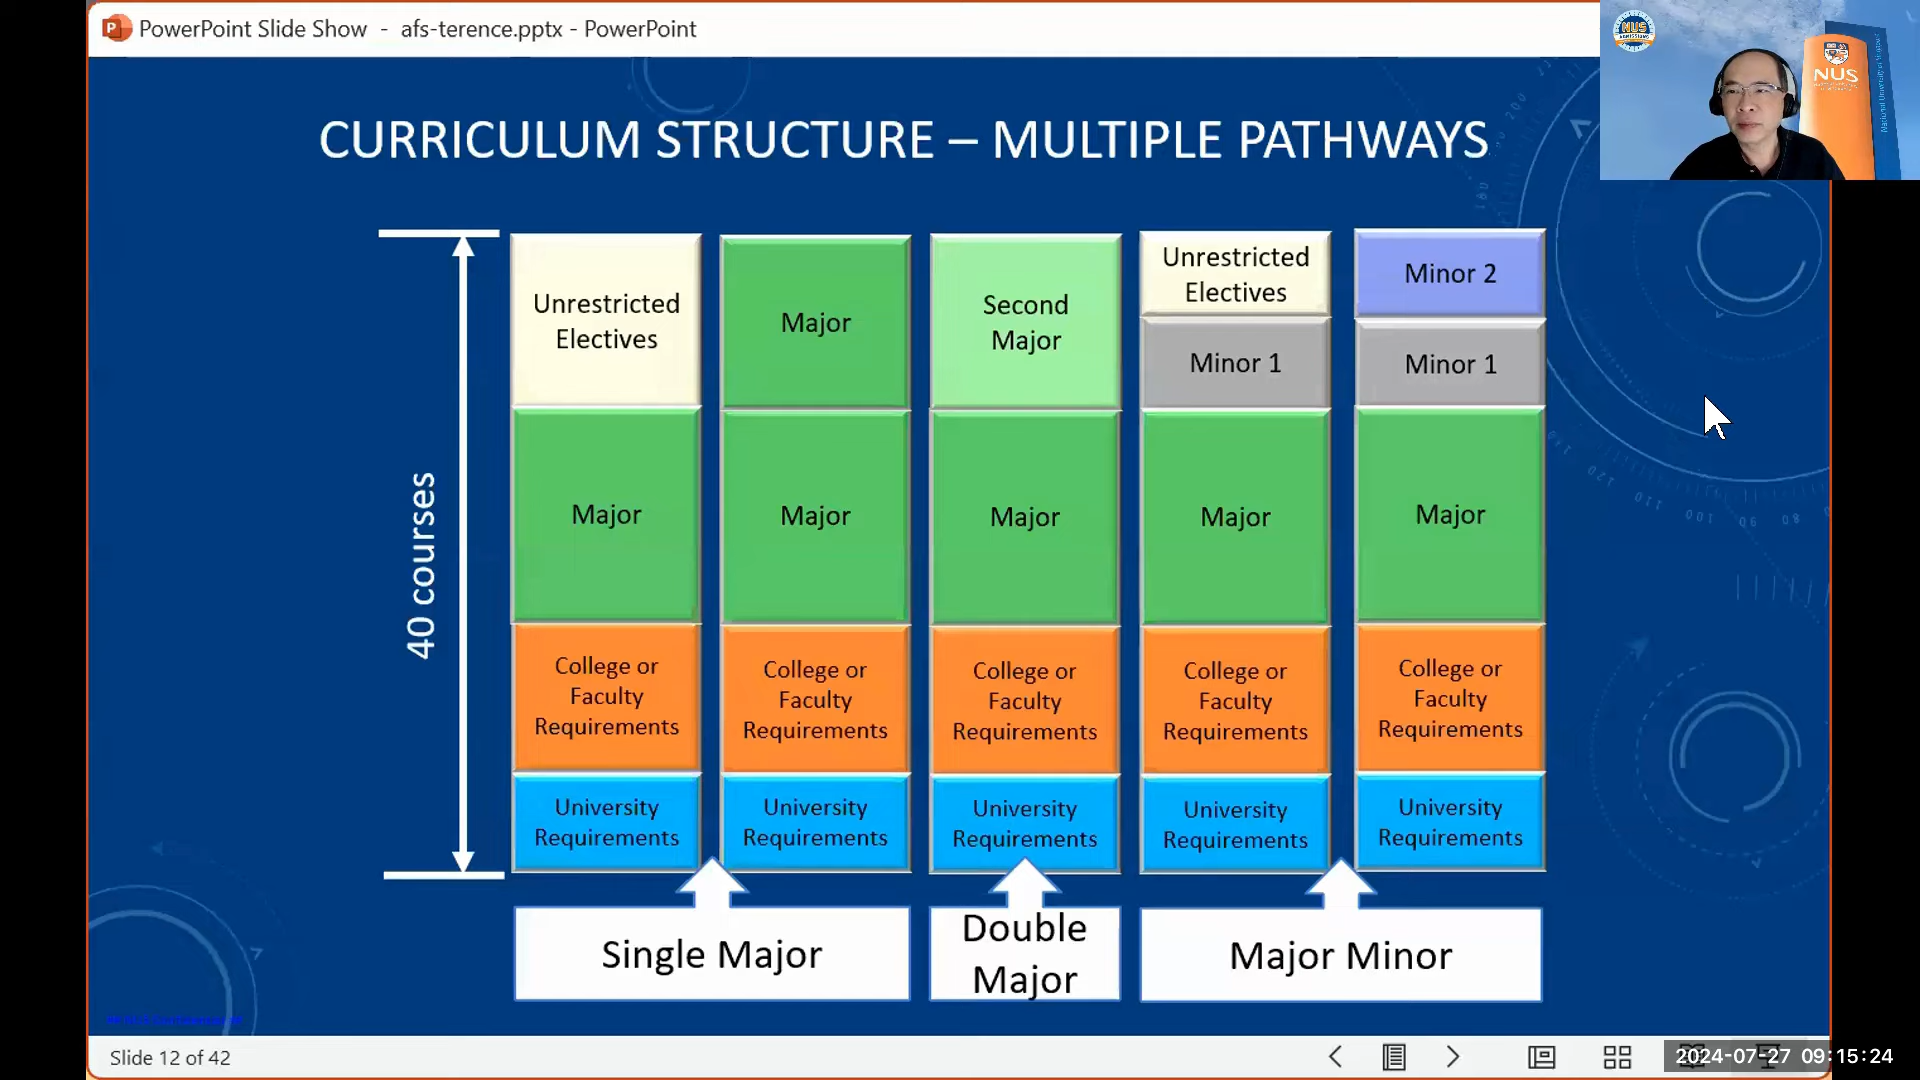 PowerPoint Slide Show - afs-terence.pptx - PowerPoint
NUS
NUS
CURRICULUM STRUCTURE – MULTIPLE PATHWAYS
40 courses
Unrestricted
Electives
Major
College or
Faculty
Requirements
University
Requirements
Major
Major
College or
Faculty
Requirements
University
Requirements
Second
Major
Major
College or
Faculty
Requirements
University
Requirements
Unrestricted
Electives
Minor 1
Major
College or
Faculty
Requirements
University
Requirements
Minor 2
Minor 1
Major
College or
Faculty
Requirements
University
Requirements
Single Major
Double
Major
Major Minor
Slide 12 of 42
2024-07-27 09:15:24